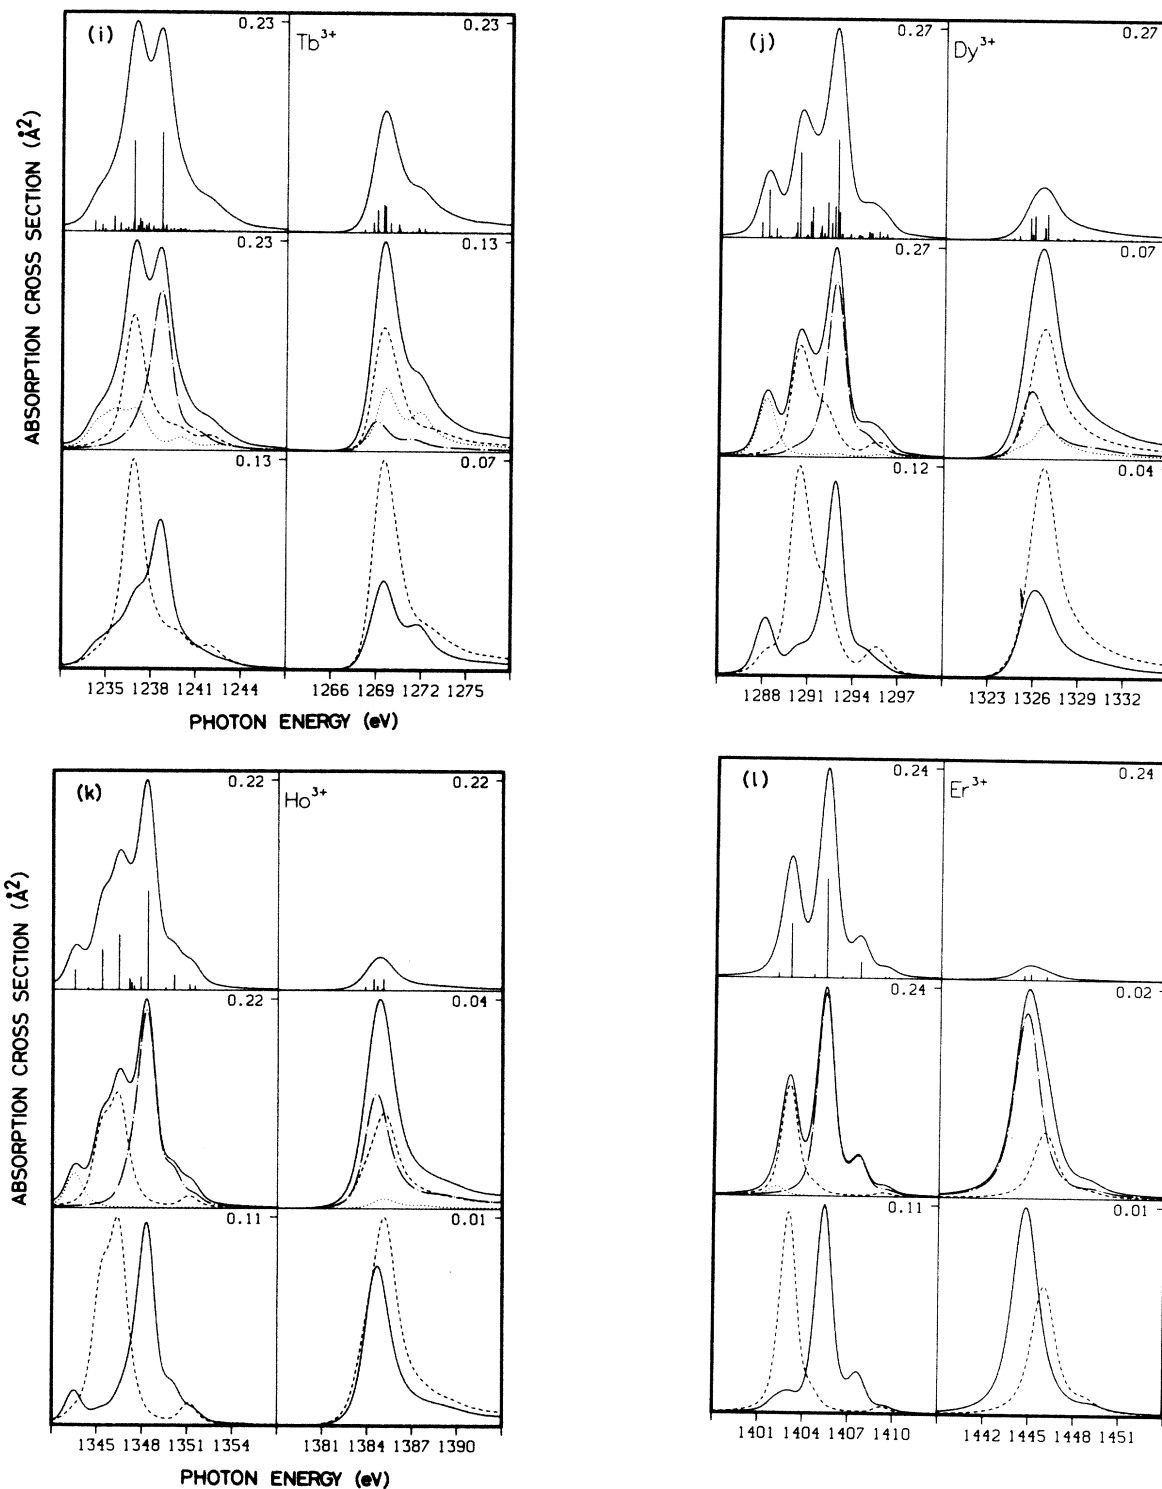 (i)
0.23
Tb³⁺
0.23
0.23
0.13
0.13
0.07
ABSORPTION CROSS SECTION (Å²)
1235 1238 1241 1244
1266 1269 1272 1275
PHOTON ENERGY (eV)
(j)
0.27
Dy³⁺
0.27
0.27
0.07
0.12
0.04
1288 1291 1294 1297
1323 1326 1329 1332
(k)
0.22
Ho³⁺
0.22
0.22
0.04
0.11
0.01
ABSORPTION CROSS SECTION (Å²)
1345 1348 1351 1354
1381 1384 1387 1390
PHOTON ENERGY (eV)
(l)
0.24
Er³⁺
0.24
0.24
0.02
0.11
0.01
1401 1404 1407 1410
1442 1445 1448 1451